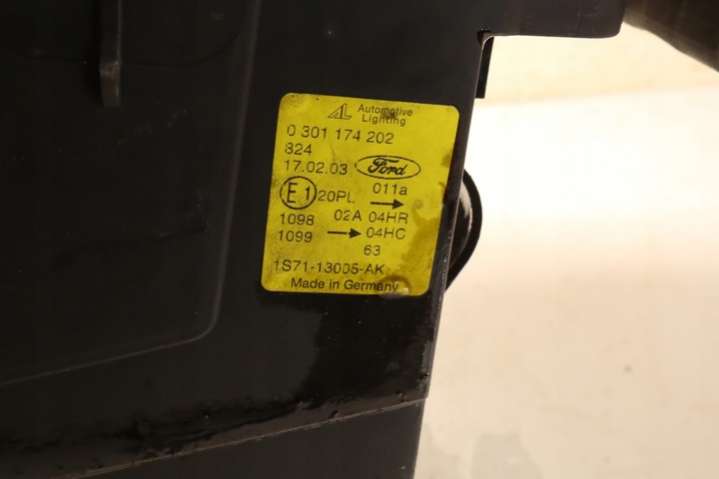 AL Automotive
Lighting
0 301 174 202
824
17.02.03 Ford
E1 20PL 011a →
1098 02A 04HR
1099 → 04HC
63
1S71-13005-AK
Made in Germany